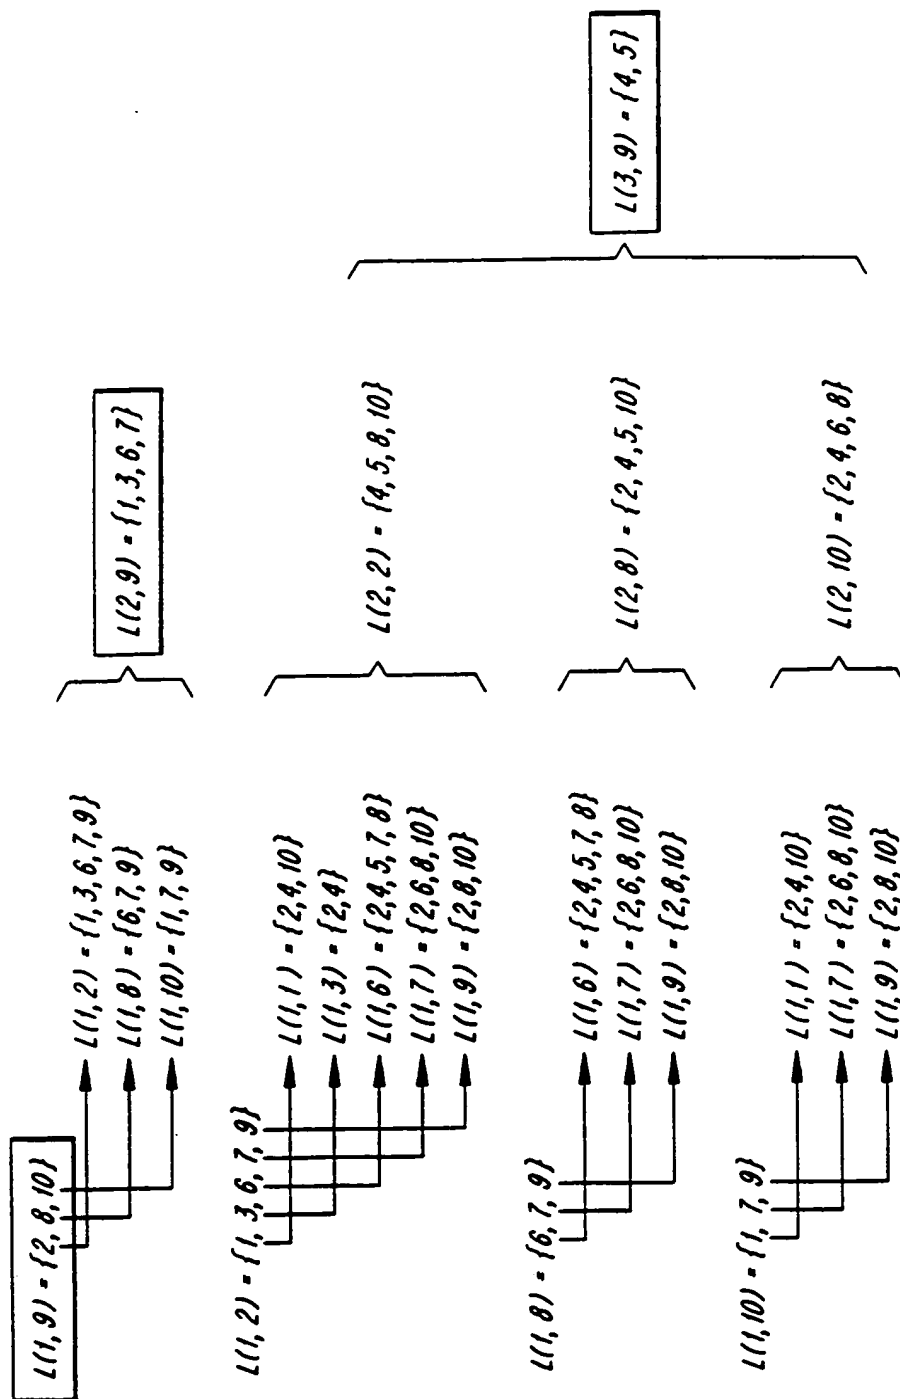 L(1,9) = {2, 8, 10}
L(1,2) = {1,3,6,7,9}
L(1,8) = {6,7,9}
L(1,10) = {1,7,9}
L(2,9) = {1,3,6,7}
L(1,2) = {1, 3, 6, 7, 9}
L(1,1) = {2,4,10}
L(1,3) = {2,4}
L(1,6) = {2,4,5,7,8}
L(1,7) = {2,6,8,10}
L(1,9) = {2,8,10}
L(2,2) = {4,5,8,10}
L(1,8) = {6,7,9}
L(1,6) = {2,4,5,7,8}
L(1,7) = {2,6,8,10}
L(1,9) = {2,8,10}
L(2,8) = {2,4,5,10}
L(1,10) = {1, 7, 9}
L(1,1) = {2,4,10}
L(1,7) = {2,6,8,10}
L(1,9) = {2,8,10}
L(2,10) = {2,4,6,8}
L(3,9) = {4,5}